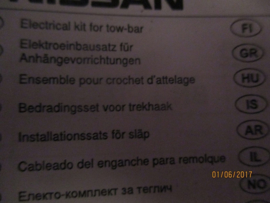 NISSAN
Electrical kit for tow-bar
FI
Elektroeinbausatz für
Anhängevorrichtungen
GR
Ensemble pour crochet d'attelage
HU
Bedradingsset voor trekhaak
IS
Installationssats för släp
AR
Cableado del enganche para remolque
IL
Електо-комплект за теглич
NO
01/06/2017